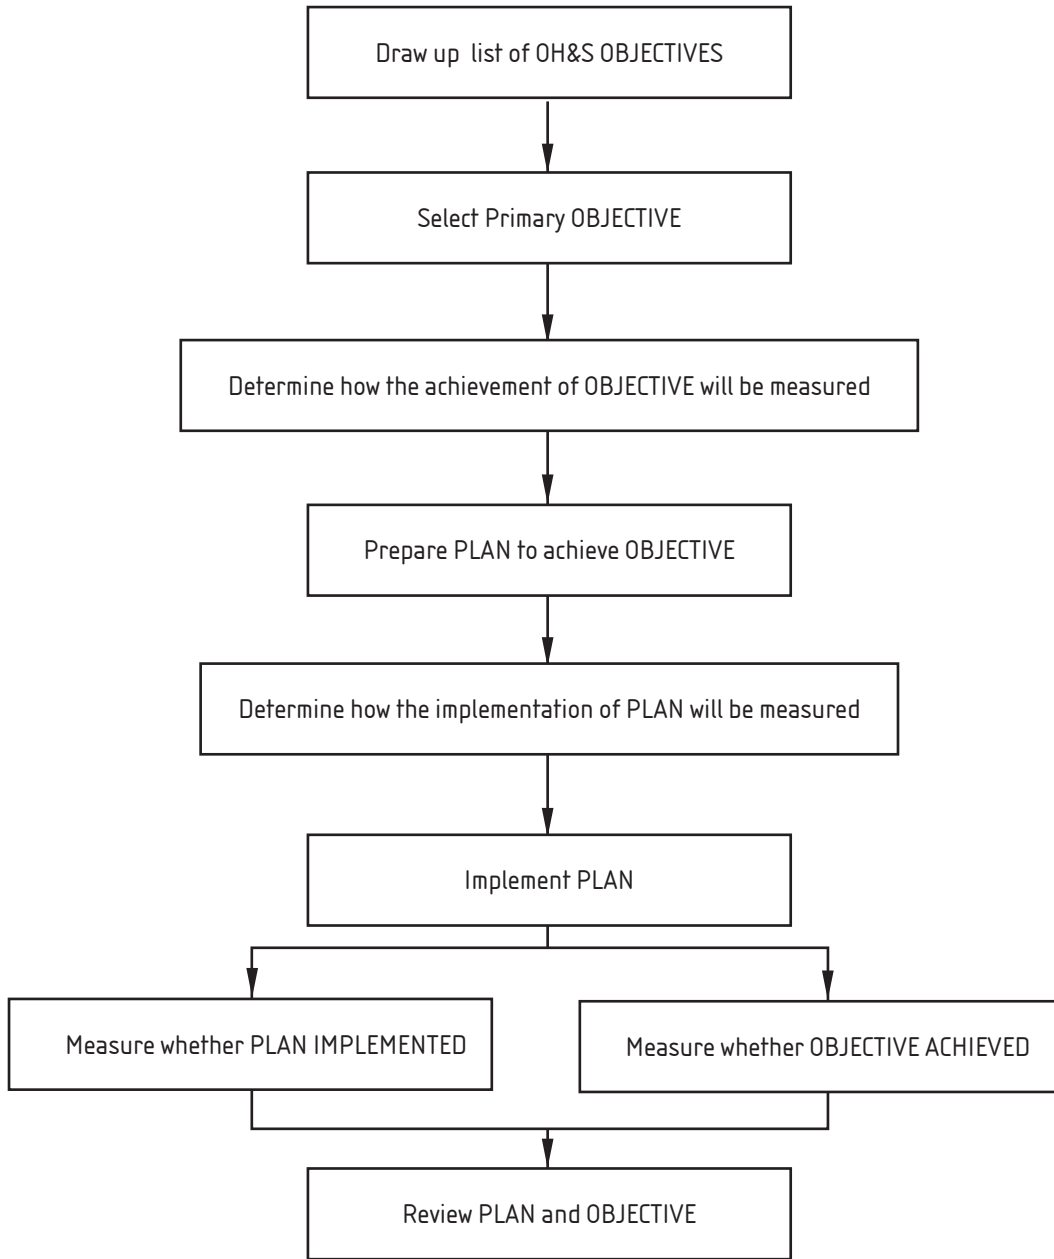 Draw up list of OH&S OBJECTIVES
Select Primary OBJECTIVE
Determine how the achievement of OBJECTIVE will be measured
Prepare PLAN to achieve OBJECTIVE
Determine how the implementation of PLAN will be measured
Implement PLAN
Measure whether PLAN IMPLEMENTED
Measure whether OBJECTIVE ACHIEVED
Review PLAN and OBJECTIVE